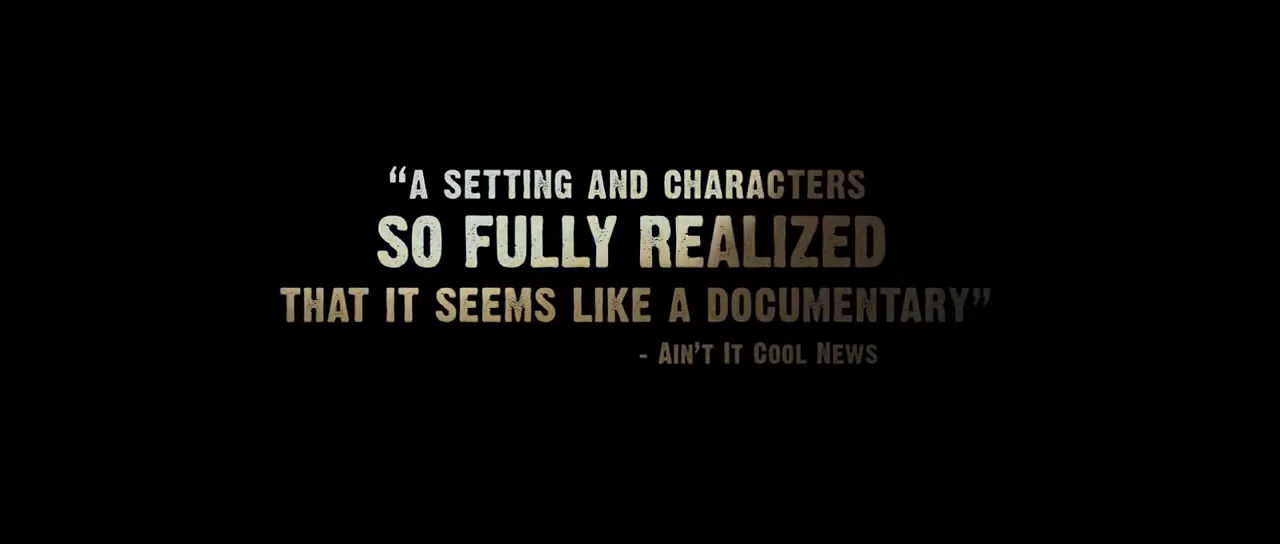 “A SETTING AND CHARACTERS
SO FULLY REALIZED
THAT IT SEEMS LIKE A DOCUMENTARY”
- AIN’T IT COOL NEWS